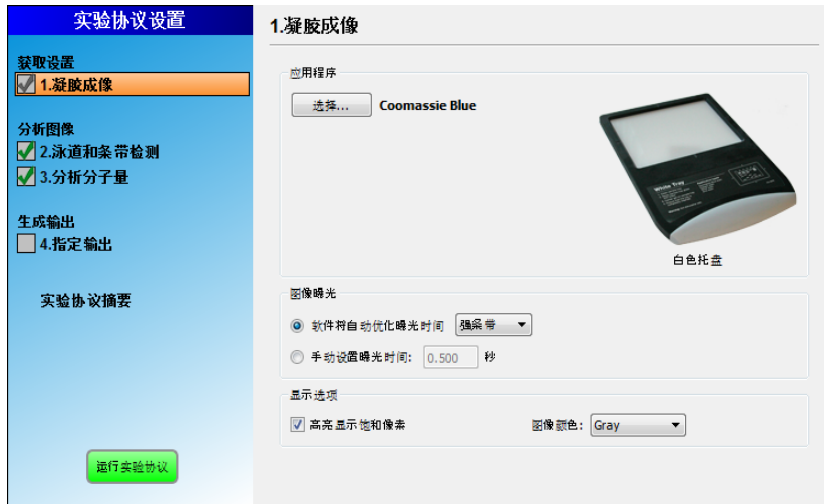 实验协议设置
获取设置
1.凝胶成像
分析图像
2.泳道和条带检测
3.分析分子量
生成输出
4.指定输出
实验协议摘要
运行实验协议
1.凝胶成像
应用程序
选择... Coomassie Blue
White Tray
白色托盘
图像曝光
软件将自动优化曝光时间 强条带
手动设置曝光时间: 0.500 秒
显示选项
高亮显示饱和像素 图像颜色: Gray